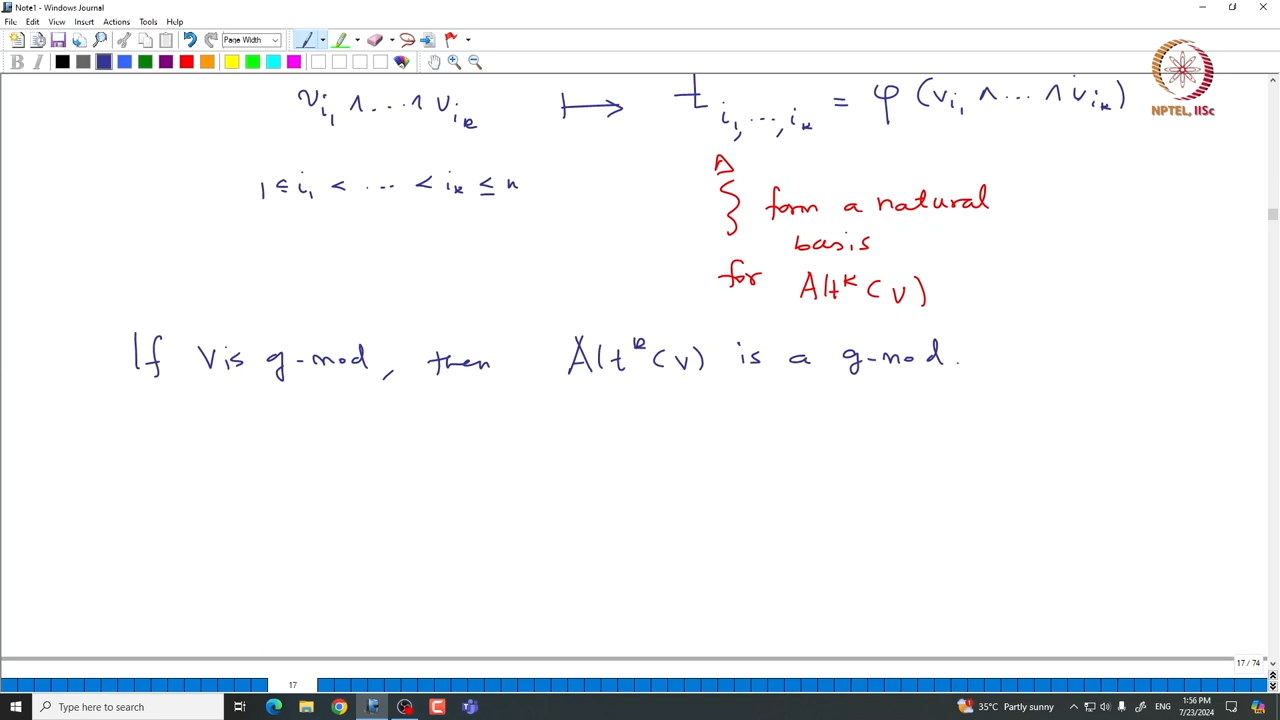 Note1 - Windows Journal
File Edit View Insert Actions Tools Help
Page Width
B I
v_{i_1} ∧ ... ∧ v_{i_k} ⟼ t_{i_1, ..., i_k} = φ (v_{i_1} ∧ ... ∧ v_{i_k})
NPTEL, IISc
1 ≤ i_1 < ... < i_k ≤ n
form a natural
basis
for Alt^k (V)
If V is g-mod, then Alt^k (V) is a g-mod.
17 / 74
17
Type here to search
35°C Partly sunny
ENG
1:56 PM
7/23/2024